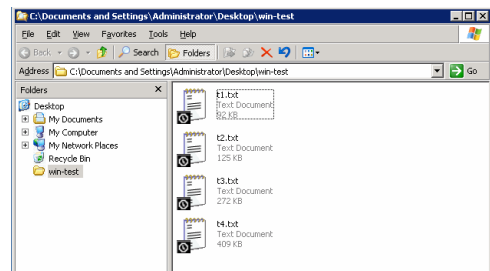 C:\Documents and Settings\Administrator\Desktop\win-test
File Edit View Favorites Tools Help
Back Search Folders
Address C:\Documents and Settings\Administrator\Desktop\win-test Go
Folders
Desktop
My Documents
My Computer
My Network Places
Recycle Bin
win-test
t1.txt
Text Document
92 KB
t2.txt
Text Document
125 KB
t3.txt
Text Document
272 KB
t4.txt
Text Document
409 KB